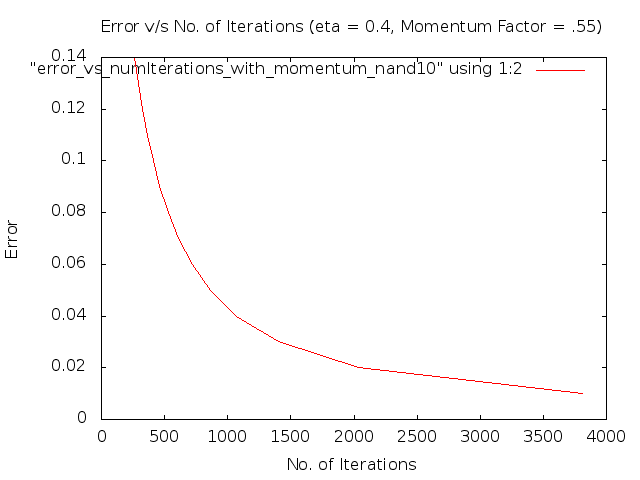 Error v/s No. of Iterations (eta = 0.4, Momentum Factor = .55)
0.14
"error_vs_numIterations_with_momentum_nand10" using 1:2
0.12
0.1
0.08
Error
0.06
0.04
0.02
0
0 500 1000 1500 2000 2500 3000 3500 4000
No. of Iterations